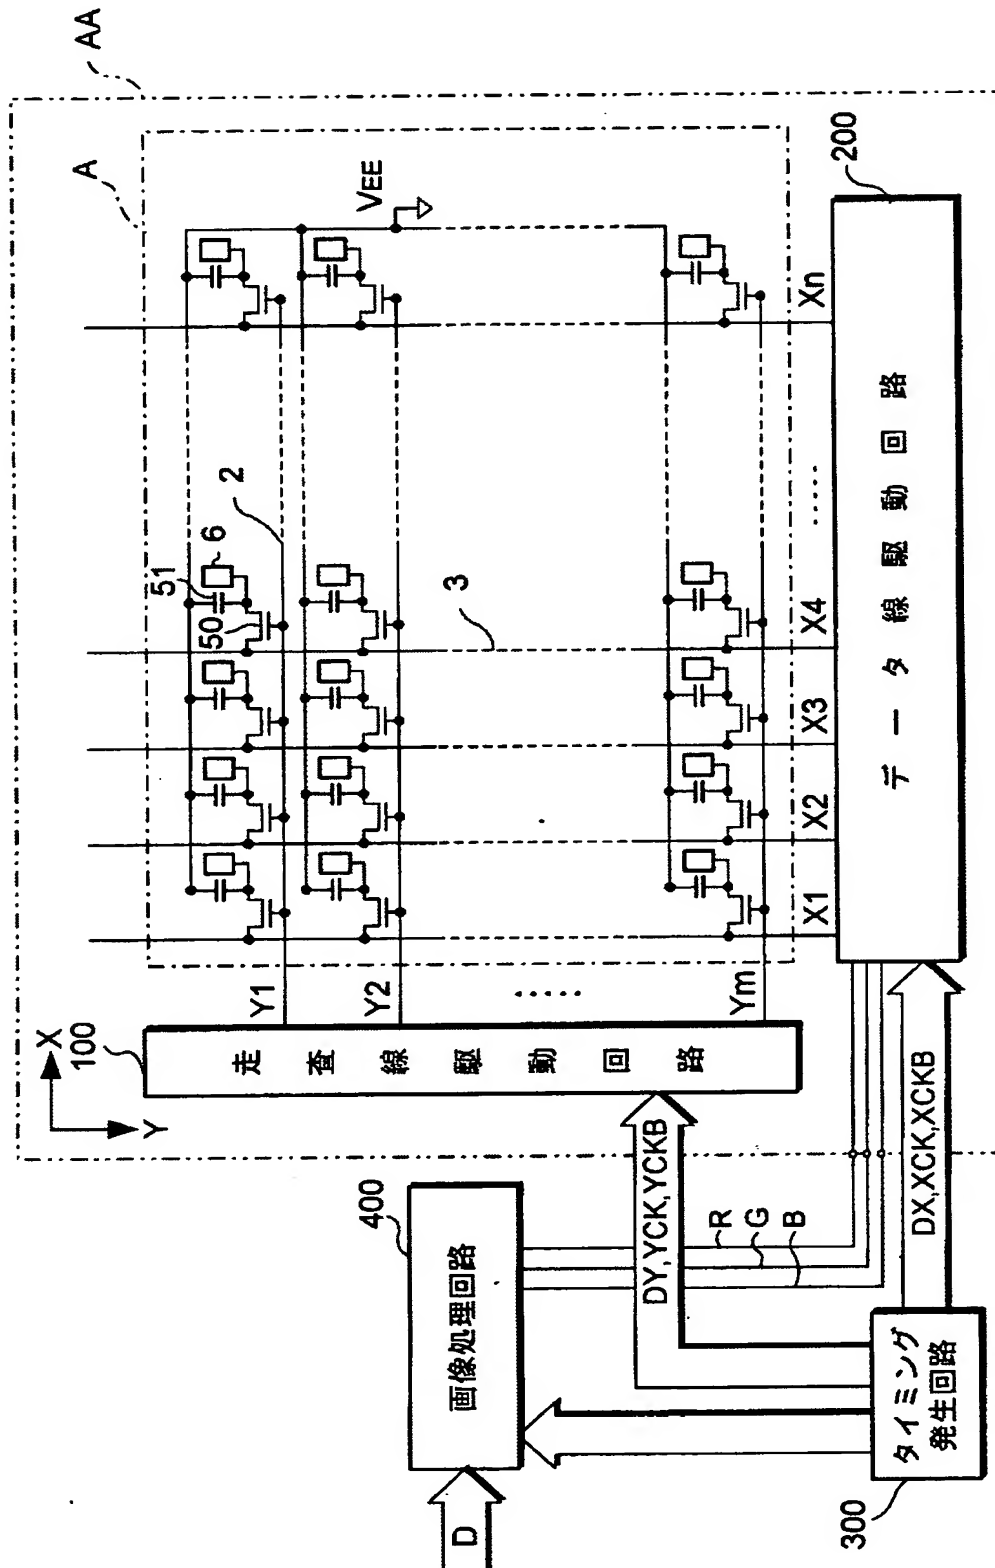 AA
A
X
Y
100
走査線駆動回路
Y1
Y2
.....
Ym
51
6
50
2
3
VEE
X1
X2
X3
X4
.....
Xn
200
データ線駆動回路
400
画像処理回路
D
DY,YCK,YCKB
R
G
B
DX,XCK,XCKB
300
タイミング
発生回路